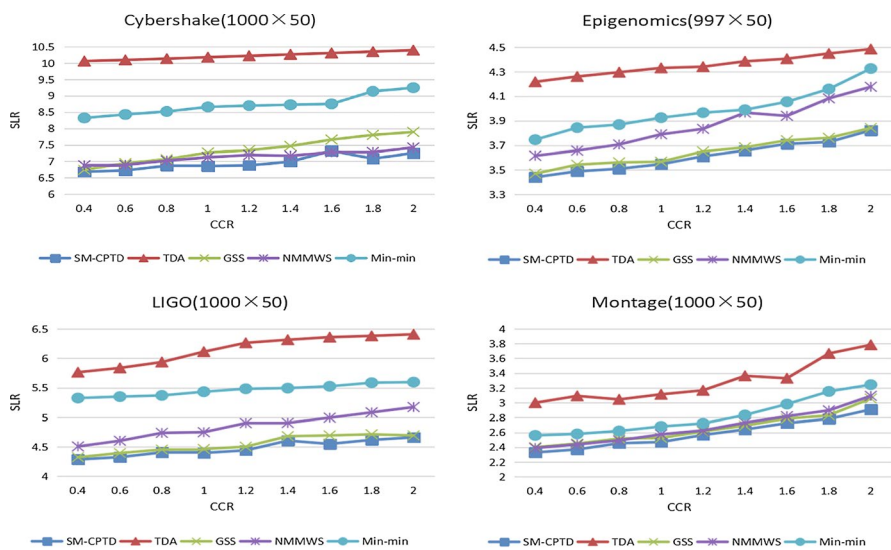 Cybershake(1000×50)
10.5
10
9.5
9
8.5
8
7.5
7
6.5
6
SLR
0.4 0.6 0.8 1 1.2 1.4 1.6 1.8 2
CCR
SM-CPTD TDA GSS NMMWS Min-min
Epigenomics(997×50)
4.5
4.3
4.1
3.9
3.7
3.5
3.3
SLR
0.4 0.6 0.8 1 1.2 1.4 1.6 1.8 2
CCR
SM-CPTD TDA GSS NMMWS Min-min
LIGO(1000×50)
6.5
6
5.5
5
4.5
4
SLR
0.4 0.6 0.8 1 1.2 1.4 1.6 1.8 2
CCR
SM-CPTD TDA GSS NMMWS Min-min
Montage(1000×50)
4
3.8
3.6
3.4
3.2
3
2.8
2.6
2.4
2.2
2
SLR
0.4 0.6 0.8 1 1.2 1.4 1.6 1.8 2
CCR
SM-CPTD TDA GSS NMMWS Min-min